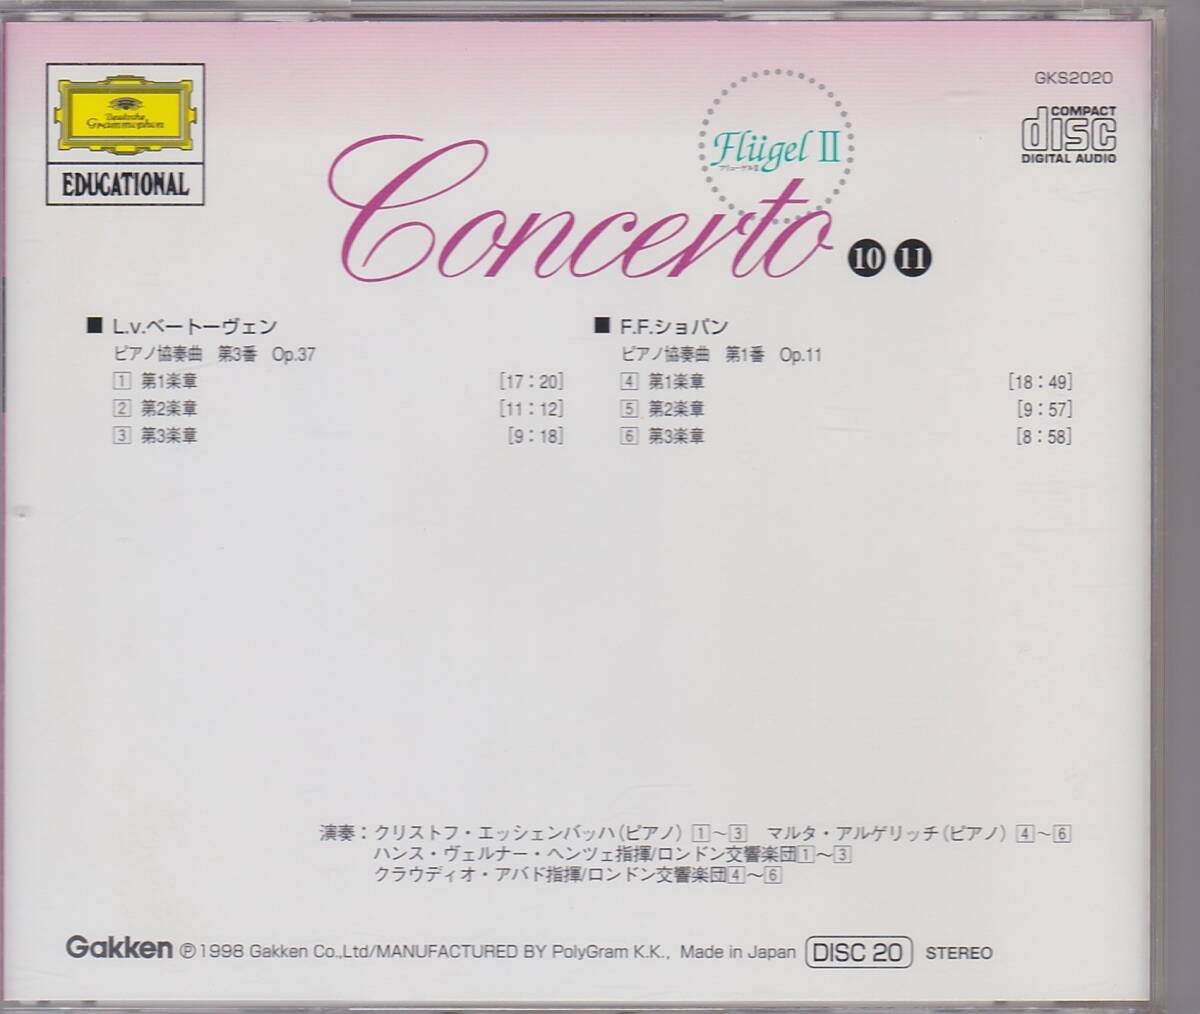 GKS2020
Deutsche
Grammophon
EDUCATIONAL
COMPACT
disc
DIGITAL AUDIO
Flügel II
フリューゲルII
Concerto 10 11
■ L.v.ベートーヴェン
ピアノ協奏曲 第3番 Op.37
1 第1楽章 [17:20]
2 第2楽章 [11:12]
3 第3楽章 [9:18]
■ F.F.ショパン
ピアノ協奏曲 第1番 Op.11
4 第1楽章 [18:49]
5 第2楽章 [9:57]
6 第3楽章 [8:58]
演奏:クリストフ・エッシェンバッハ(ピアノ) 1~3 マルタ・アルゲリッチ(ピアノ) 4~6
ハンス・ヴェルナー・ヘンツェ指揮/ロンドン交響楽団1~3
クラウディオ・アバド指揮/ロンドン交響楽団4~6
Gakken ℗1998 Gakken Co.,Ltd/MANUFACTURED BY PolyGram K.K., Made in Japan DISC 20 STEREO